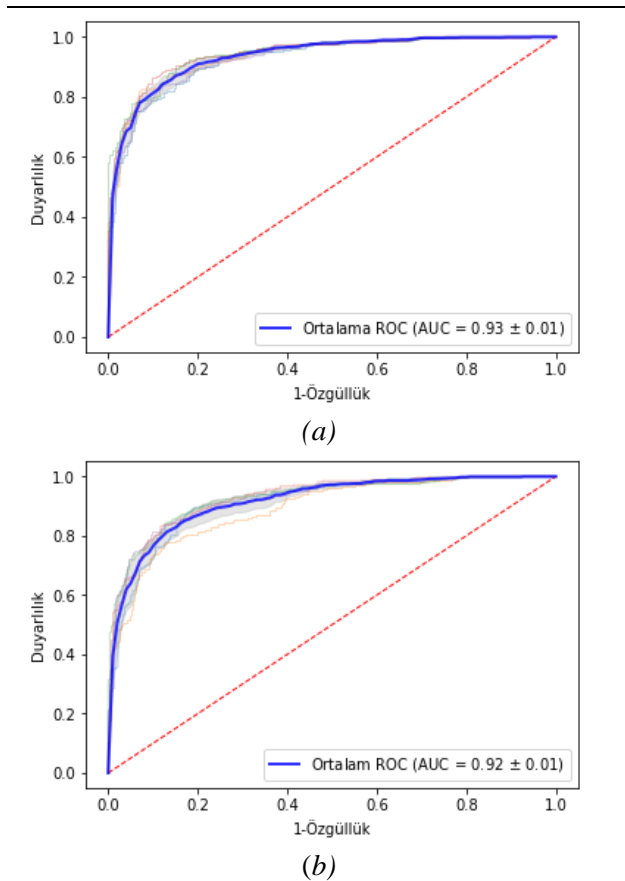 1.0
0.8
0.6
0.4
0.2
0.0
Duyarlılık
Ortalama ROC (AUC = 0.93 ± 0.01)
0.0 0.2 0.4 0.6 0.8 1.0
1-Özgüllük
(a)
1.0
0.8
0.6
0.4
0.2
0.0
Duyarlılık
Ortalam ROC (AUC = 0.92 ± 0.01)
0.0 0.2 0.4 0.6 0.8 1.0
1-Özgüllük
(b)